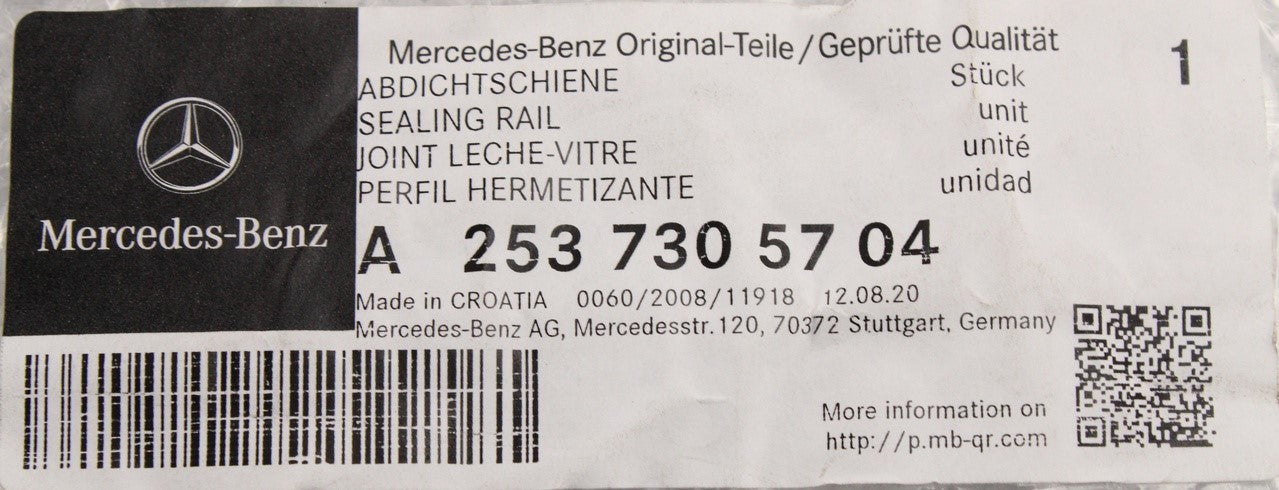 Mercedes-Benz
Mercedes-Benz Original-Teile/Geprüfte Qualität
ABDICHTSCHIENE Stück 1
SEALING RAIL unit
JOINT LECHE-VITRE unité
PERFIL HERMETIZANTE unidad
A 253 730 57 04
Made in CROATIA 0060/2008/11918 12.08.20
Mercedes-Benz AG, Mercedesstr.120, 70372 Stuttgart, Germany
More information on
http://p.mb-qr.com